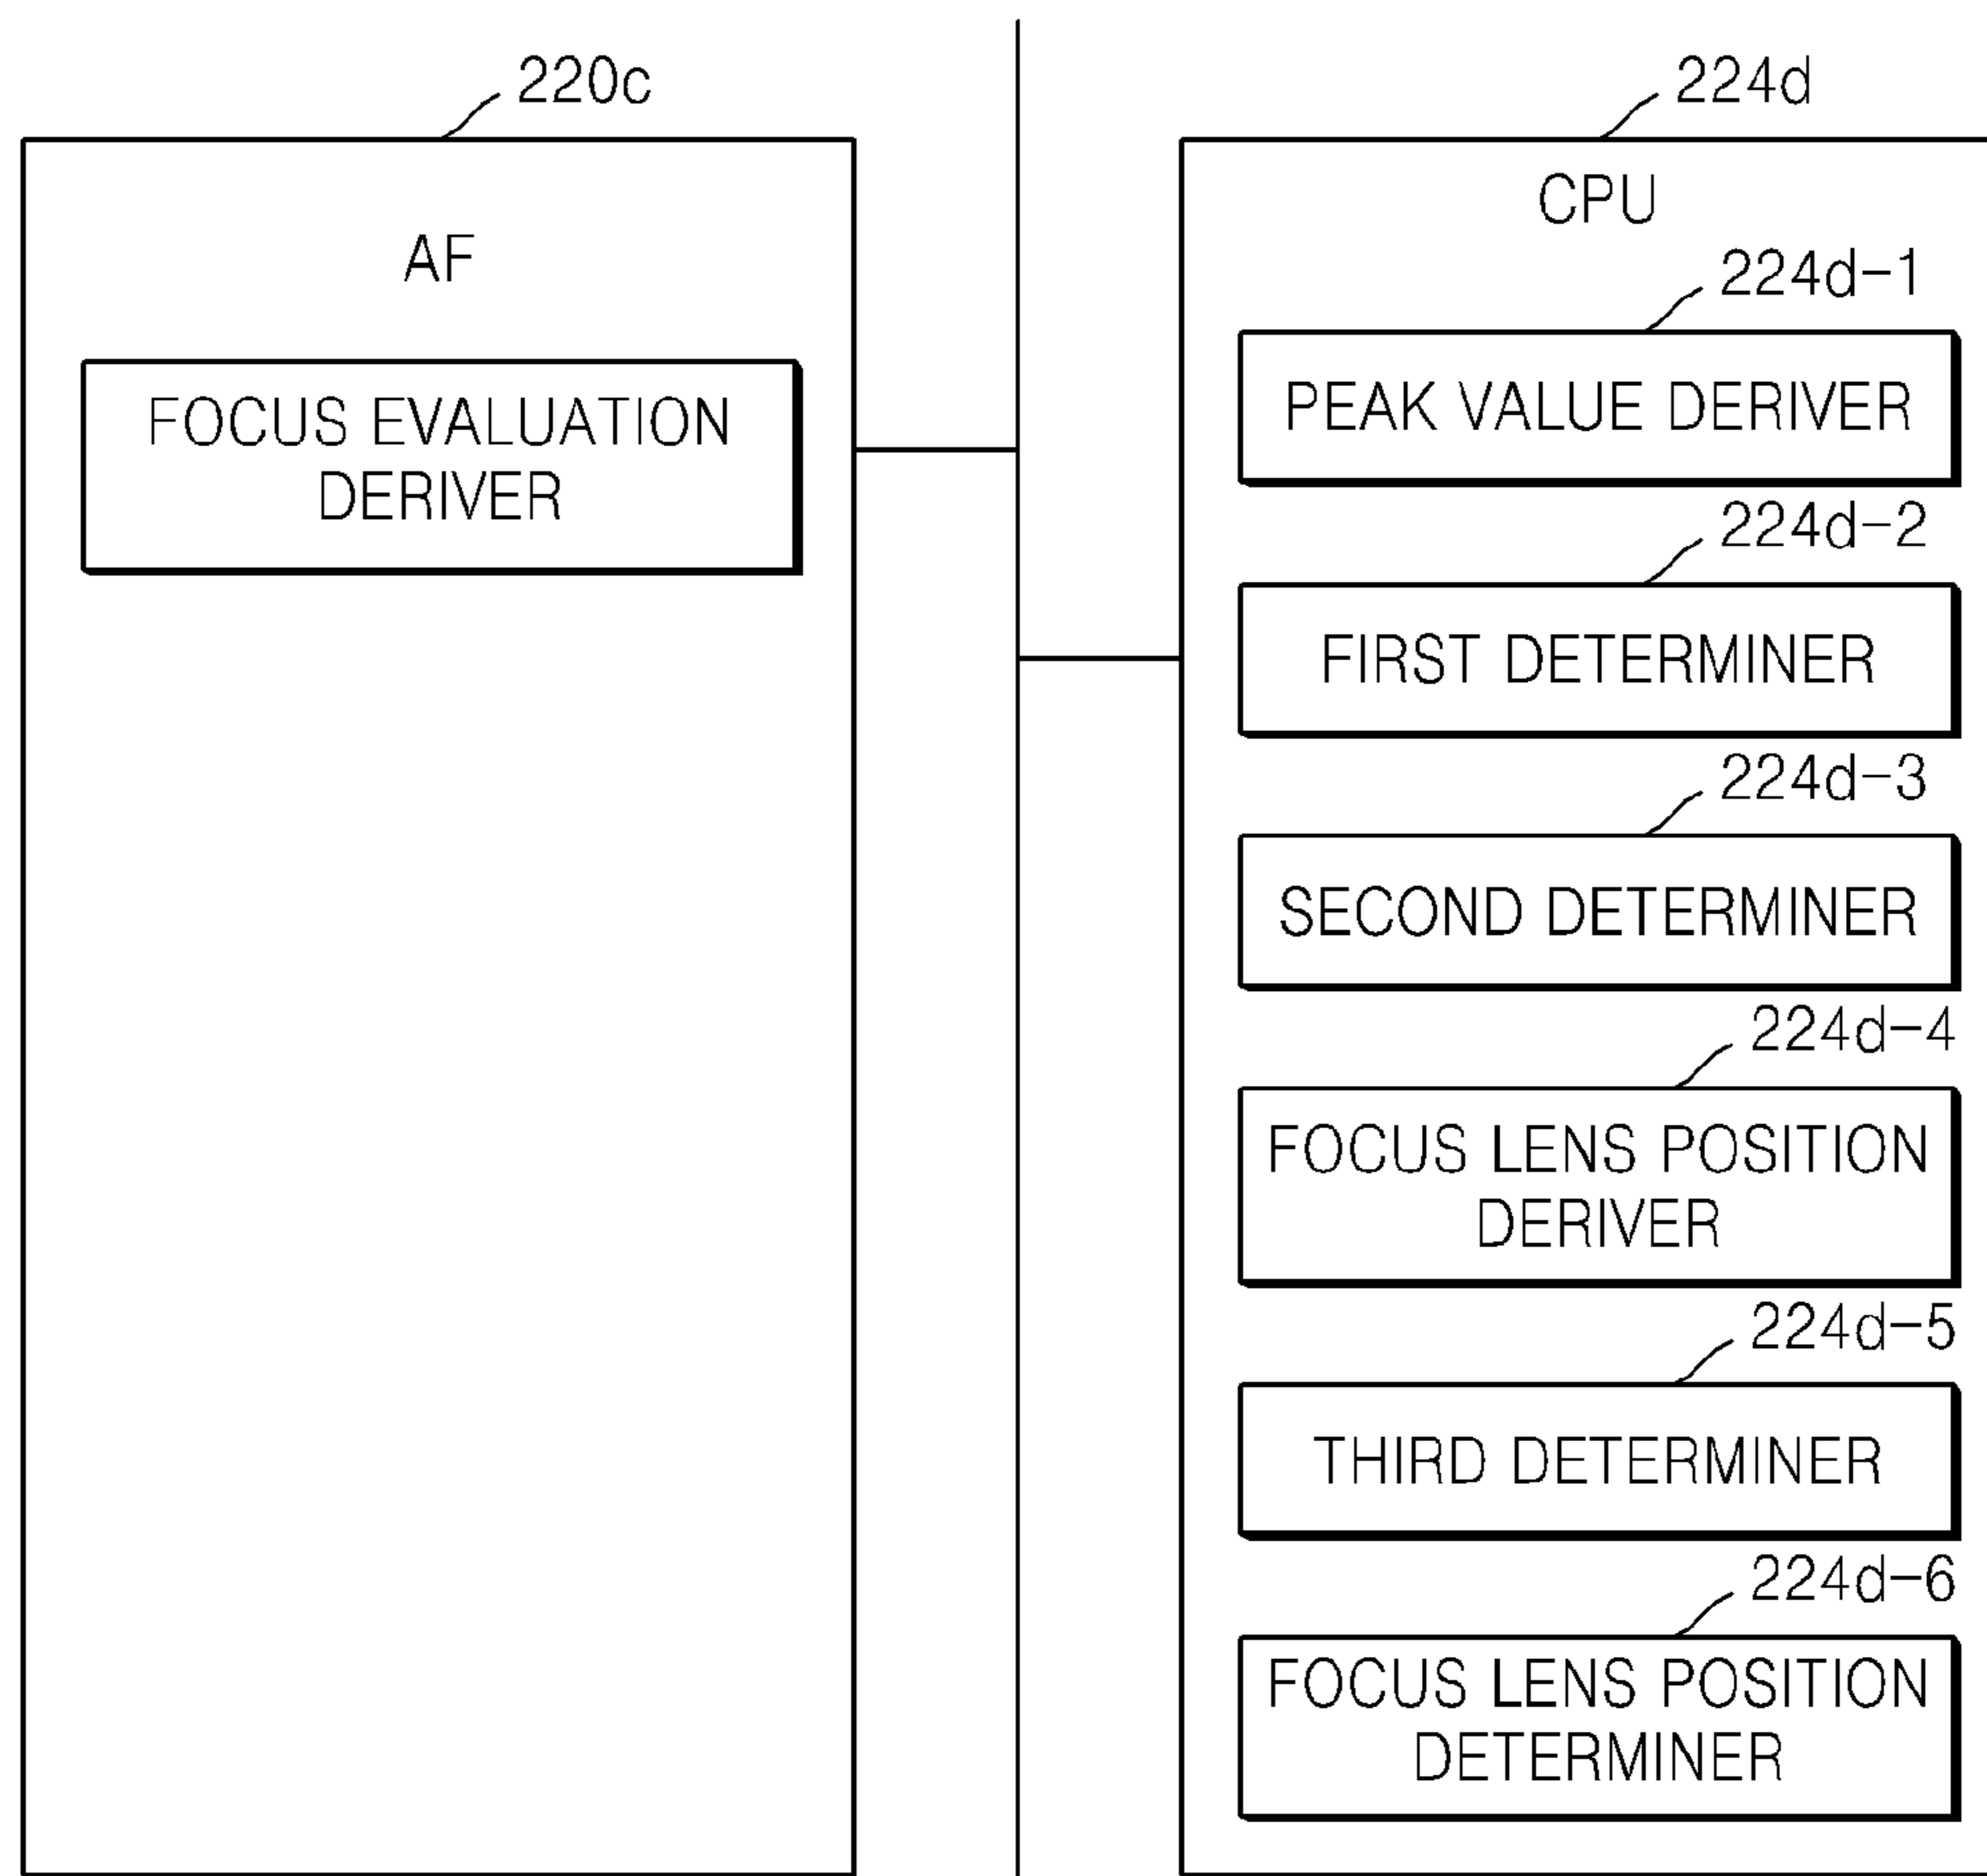 220c
AF
FOCUS EVALUATION
DERIVER
224d
CPU
224d-1
PEAK VALUE DERIVER
224d-2
FIRST DETERMINER
224d-3
SECOND DETERMINER
224d-4
FOCUS LENS POSITION
DERIVER
224d-5
THIRD DETERMINER
224d-6
FOCUS LENS POSITION
DETERMINER